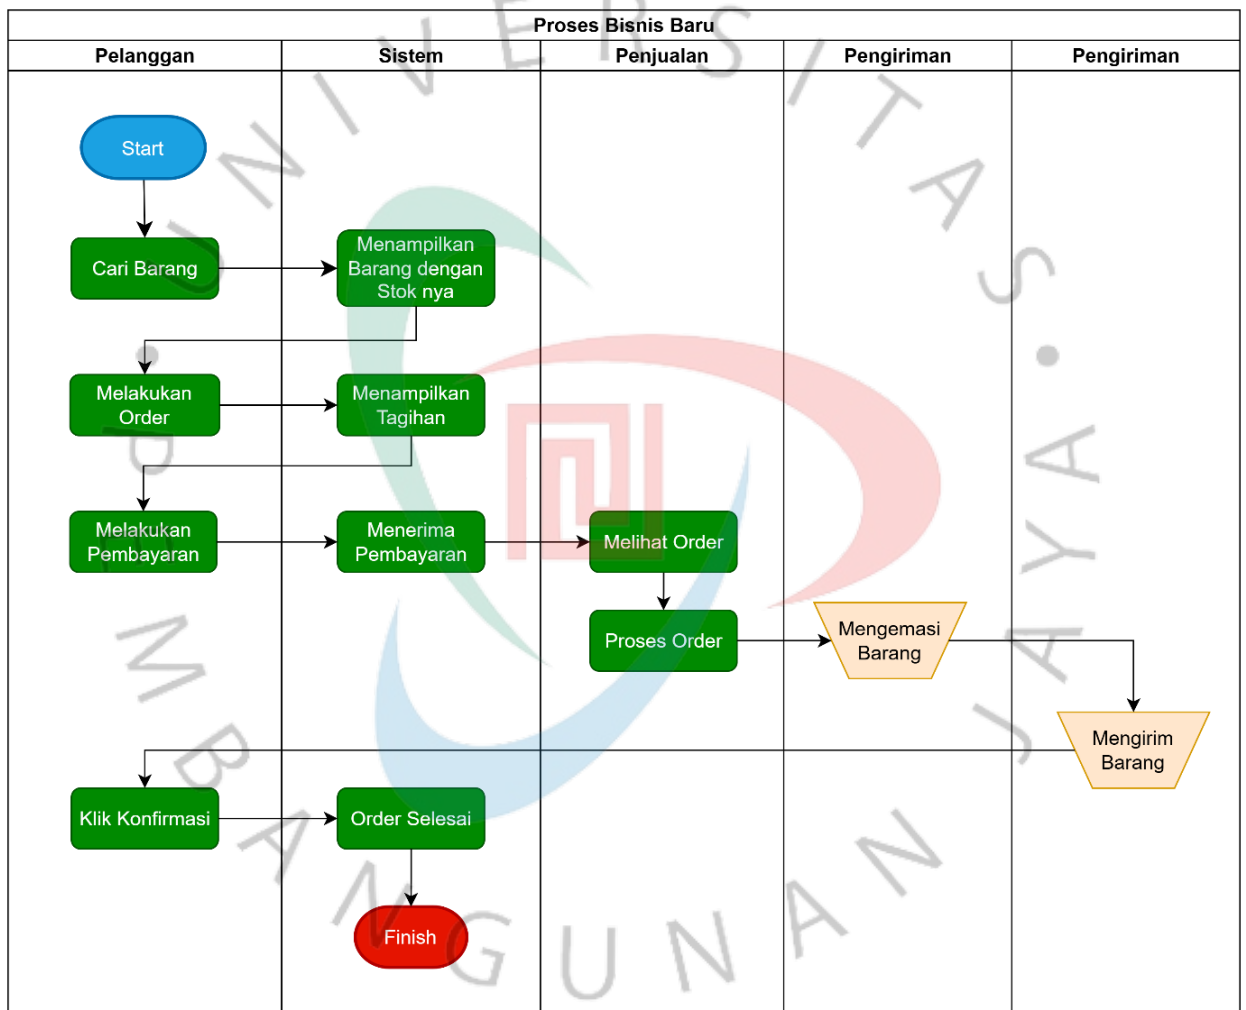 Proses Bisnis Baru
Pelanggan
Sistem
Penjualan
Pengiriman
Pengiriman
Start
Cari Barang
Menampilkan
Barang dengan
Stok nya
Melakukan
Order
Menampilkan
Tagihan
Melakukan
Pembayaran
Menerima
Pembayaran
Melihat Order
Proses Order
Mengemasi
Barang
Mengirim
Barang
Klik Konfirmasi
Order Selesai
Finish
UNIVERSITAS
PEMBANGUNAN JAYA